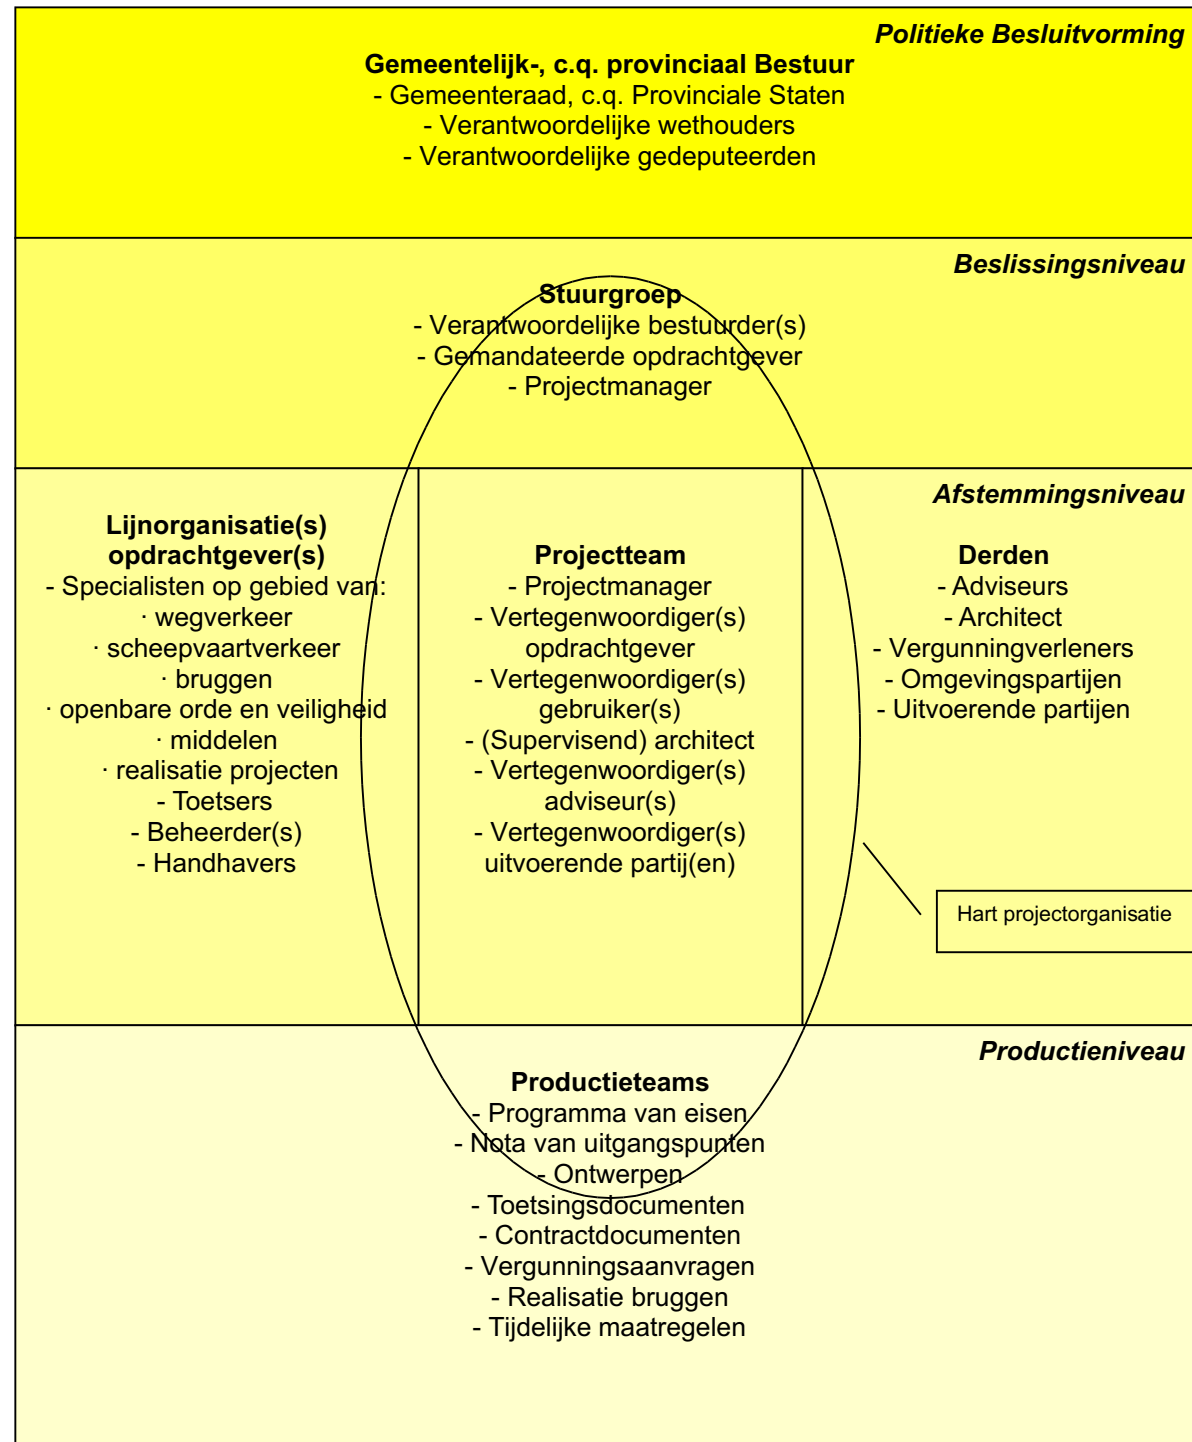 Politieke Besluitvorming
Gemeentelijk-, c.q. provinciaal Bestuur
- Gemeenteraad, c.q. Provinciale Staten
- Verantwoordelijke wethouders
- Verantwoordelijke gedeputeerden
Beslissingsniveau
Stuurgroep
- Verantwoordelijke bestuurder(s)
- Gemandateerde opdrachtgever
- Projectmanager
Afstemmingsniveau
Lijnorganisatie(s)
opdrachtgever(s)
- Specialisten op gebied van:
· wegverkeer
· scheepvaartverkeer
· bruggen
· openbare orde en veiligheid
· middelen
· realisatie projecten
- Toetsers
- Beheerder(s)
- Handhavers
Projectteam
- Projectmanager
- Vertegenwoordiger(s)
opdrachtgever
- Vertegenwoordiger(s)
gebruiker(s)
- (Supervisend) architect
- Vertegenwoordiger(s)
adviseur(s)
- Vertegenwoordiger(s)
uitvoerende partij(en)
Derden
- Adviseurs
- Architect
- Vergunningverleners
- Omgevingspartijen
- Uitvoerende partijen
Hart projectorganisatie
Productieniveau
Productieteams
- Programma van eisen
- Nota van uitgangspunten
- Ontwerpen
- Toetsingsdocumenten
- Contractdocumenten
- Vergunningsaanvragen
- Realisatie bruggen
- Tijdelijke maatregelen